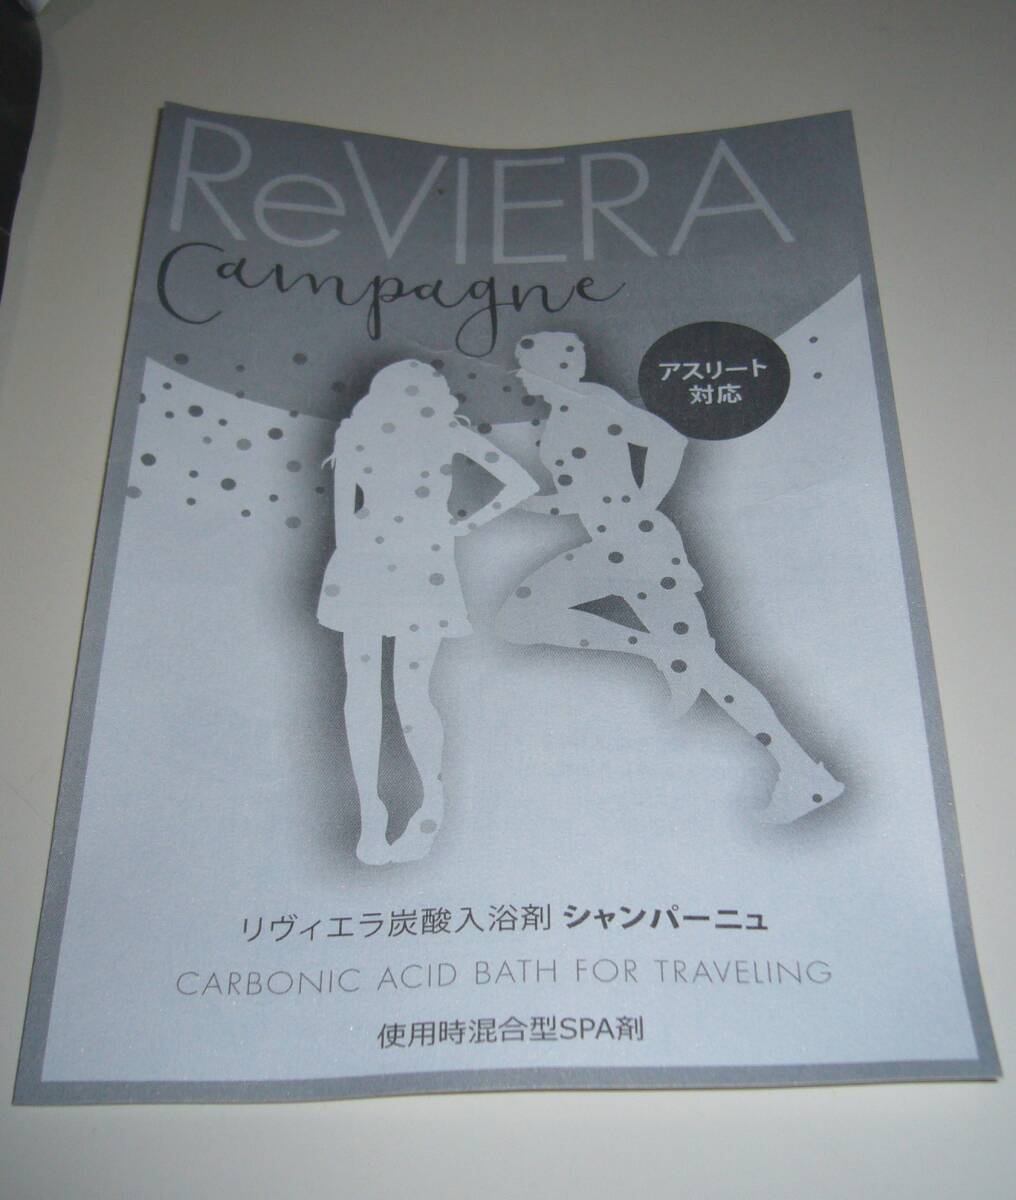 ReVIERA
Campagne
アスリート
対応
リヴィエラ炭酸入浴剤 シャンパーニュ
CARBONIC ACID BATH FOR TRAVELING
使用時混合型SPA剤